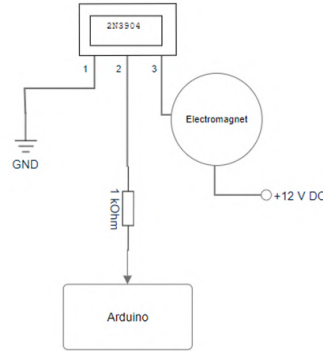 2N3904
1 2 3
Electromagnet
GND
+12 V DC
1 kOhm
Arduino